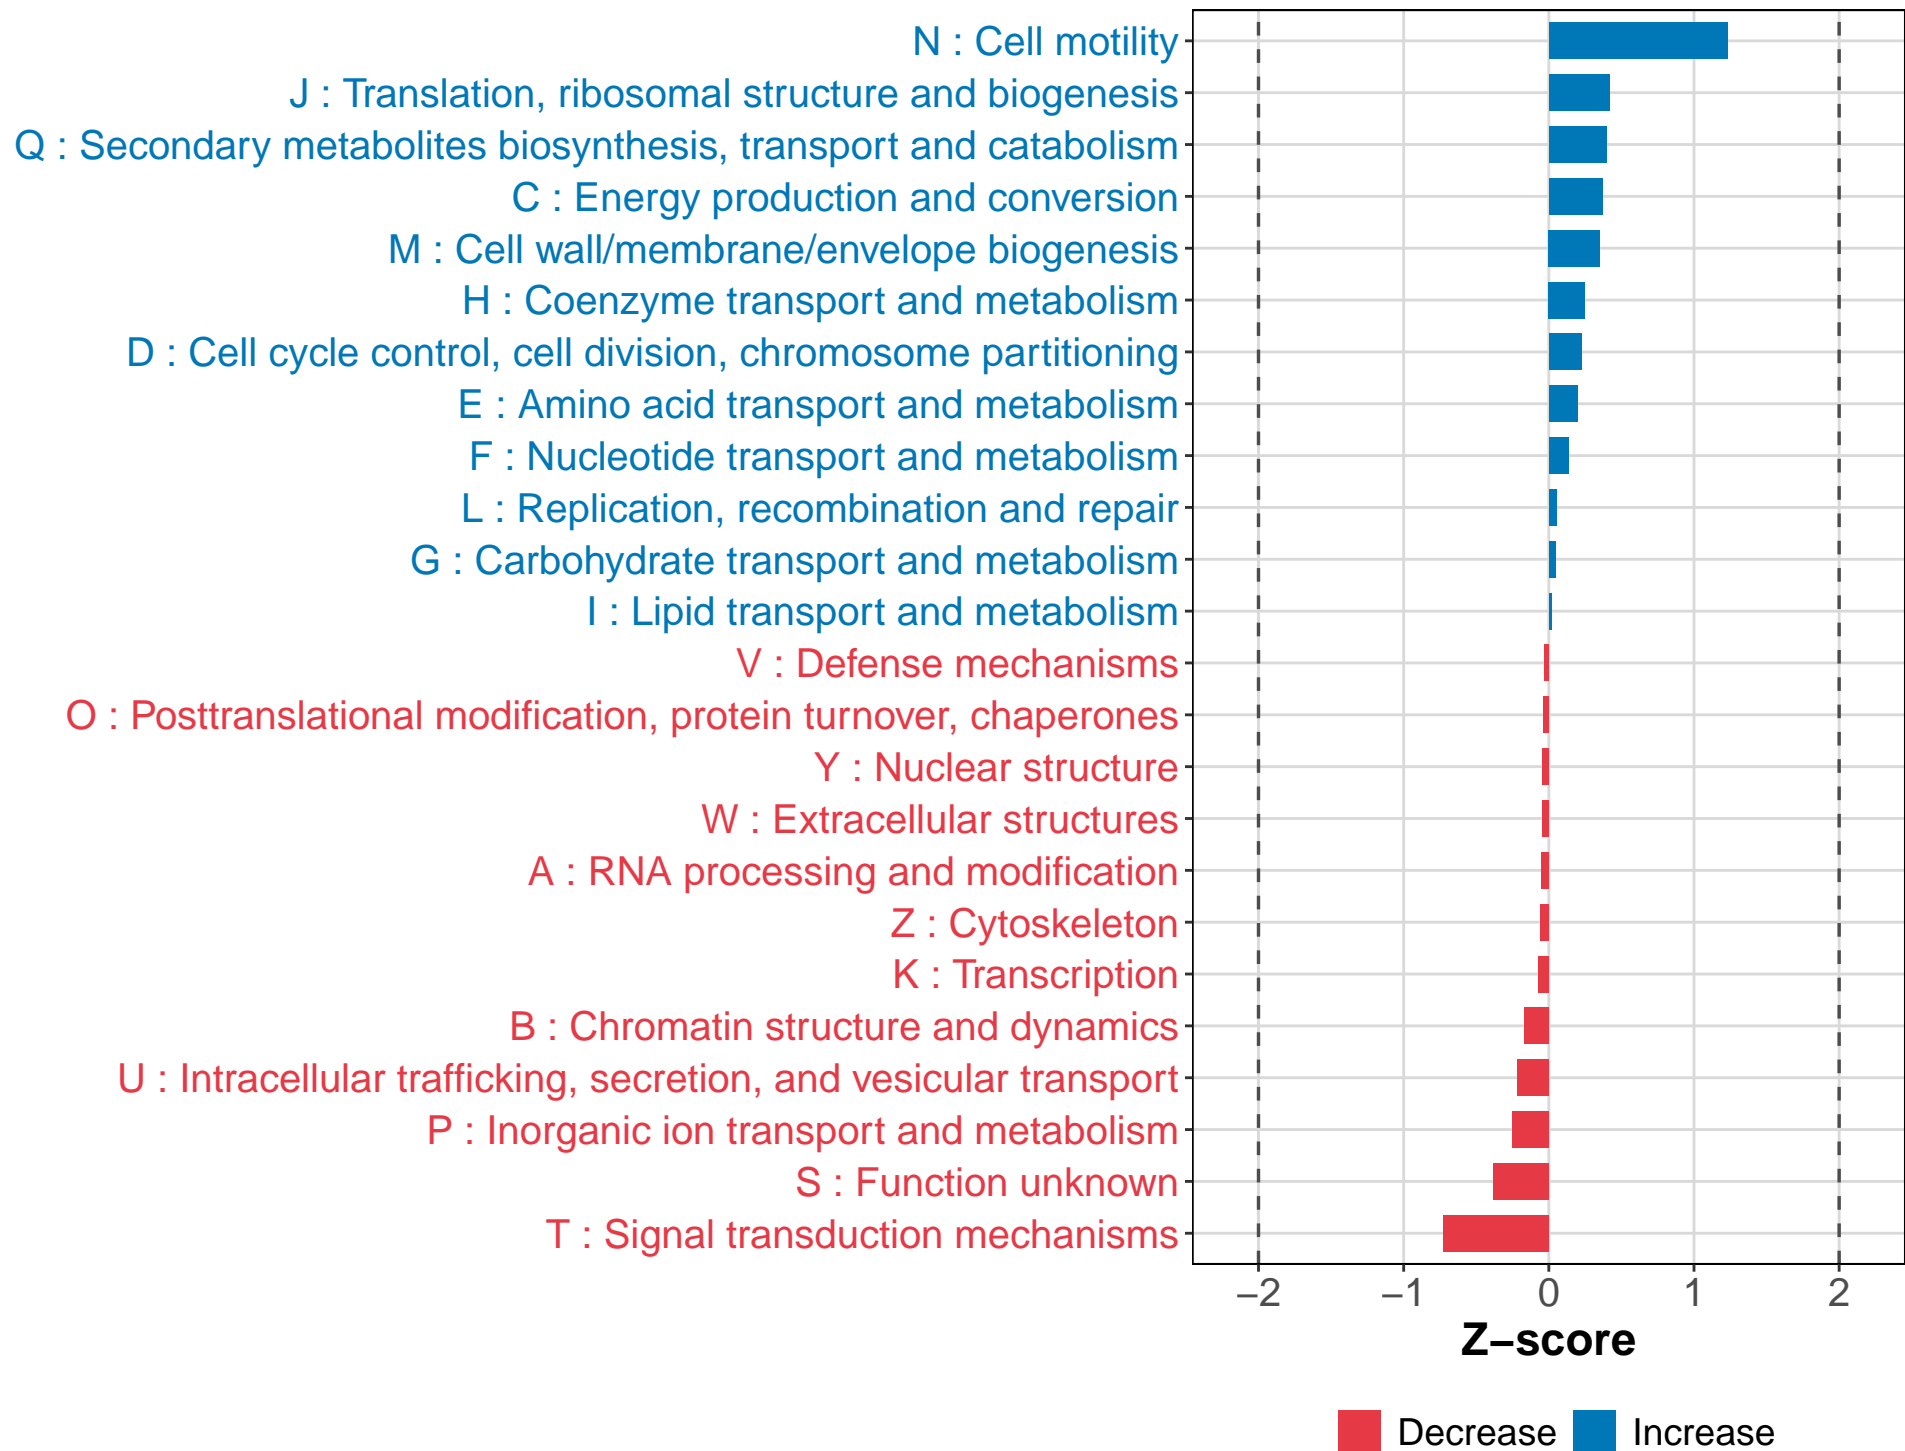 N : Cell motility
J : Translation, ribosomal structure and biogenesis
Q : Secondary metabolites biosynthesis, transport and catabolism
C : Energy production and conversion
M : Cell wall/membrane/envelope biogenesis
H : Coenzyme transport and metabolism
D : Cell cycle control, cell division, chromosome partitioning
E : Amino acid transport and metabolism
F : Nucleotide transport and metabolism
L : Replication, recombination and repair
G : Carbohydrate transport and metabolism
I : Lipid transport and metabolism
V : Defense mechanisms
O : Posttranslational modification, protein turnover, chaperones
Y : Nuclear structure
W : Extracellular structures
A : RNA processing and modification
Z : Cytoskeleton
K : Transcription
B : Chromatin structure and dynamics
U : Intracellular trafficking, secretion, and vesicular transport
P : Inorganic ion transport and metabolism
S : Function unknown
T : Signal transduction mechanisms
−2 −1 0 1 2
Z−score
Decrease Increase